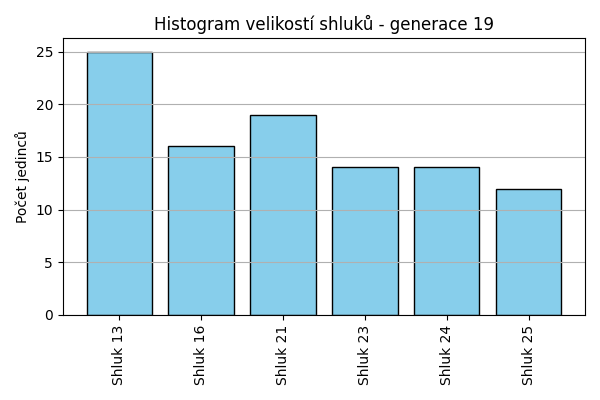 Histogram velikostí shluků - generace 19
Počet jedinců
25
20
15
10
5
0
Shluk 13
Shluk 16
Shluk 21
Shluk 23
Shluk 24
Shluk 25